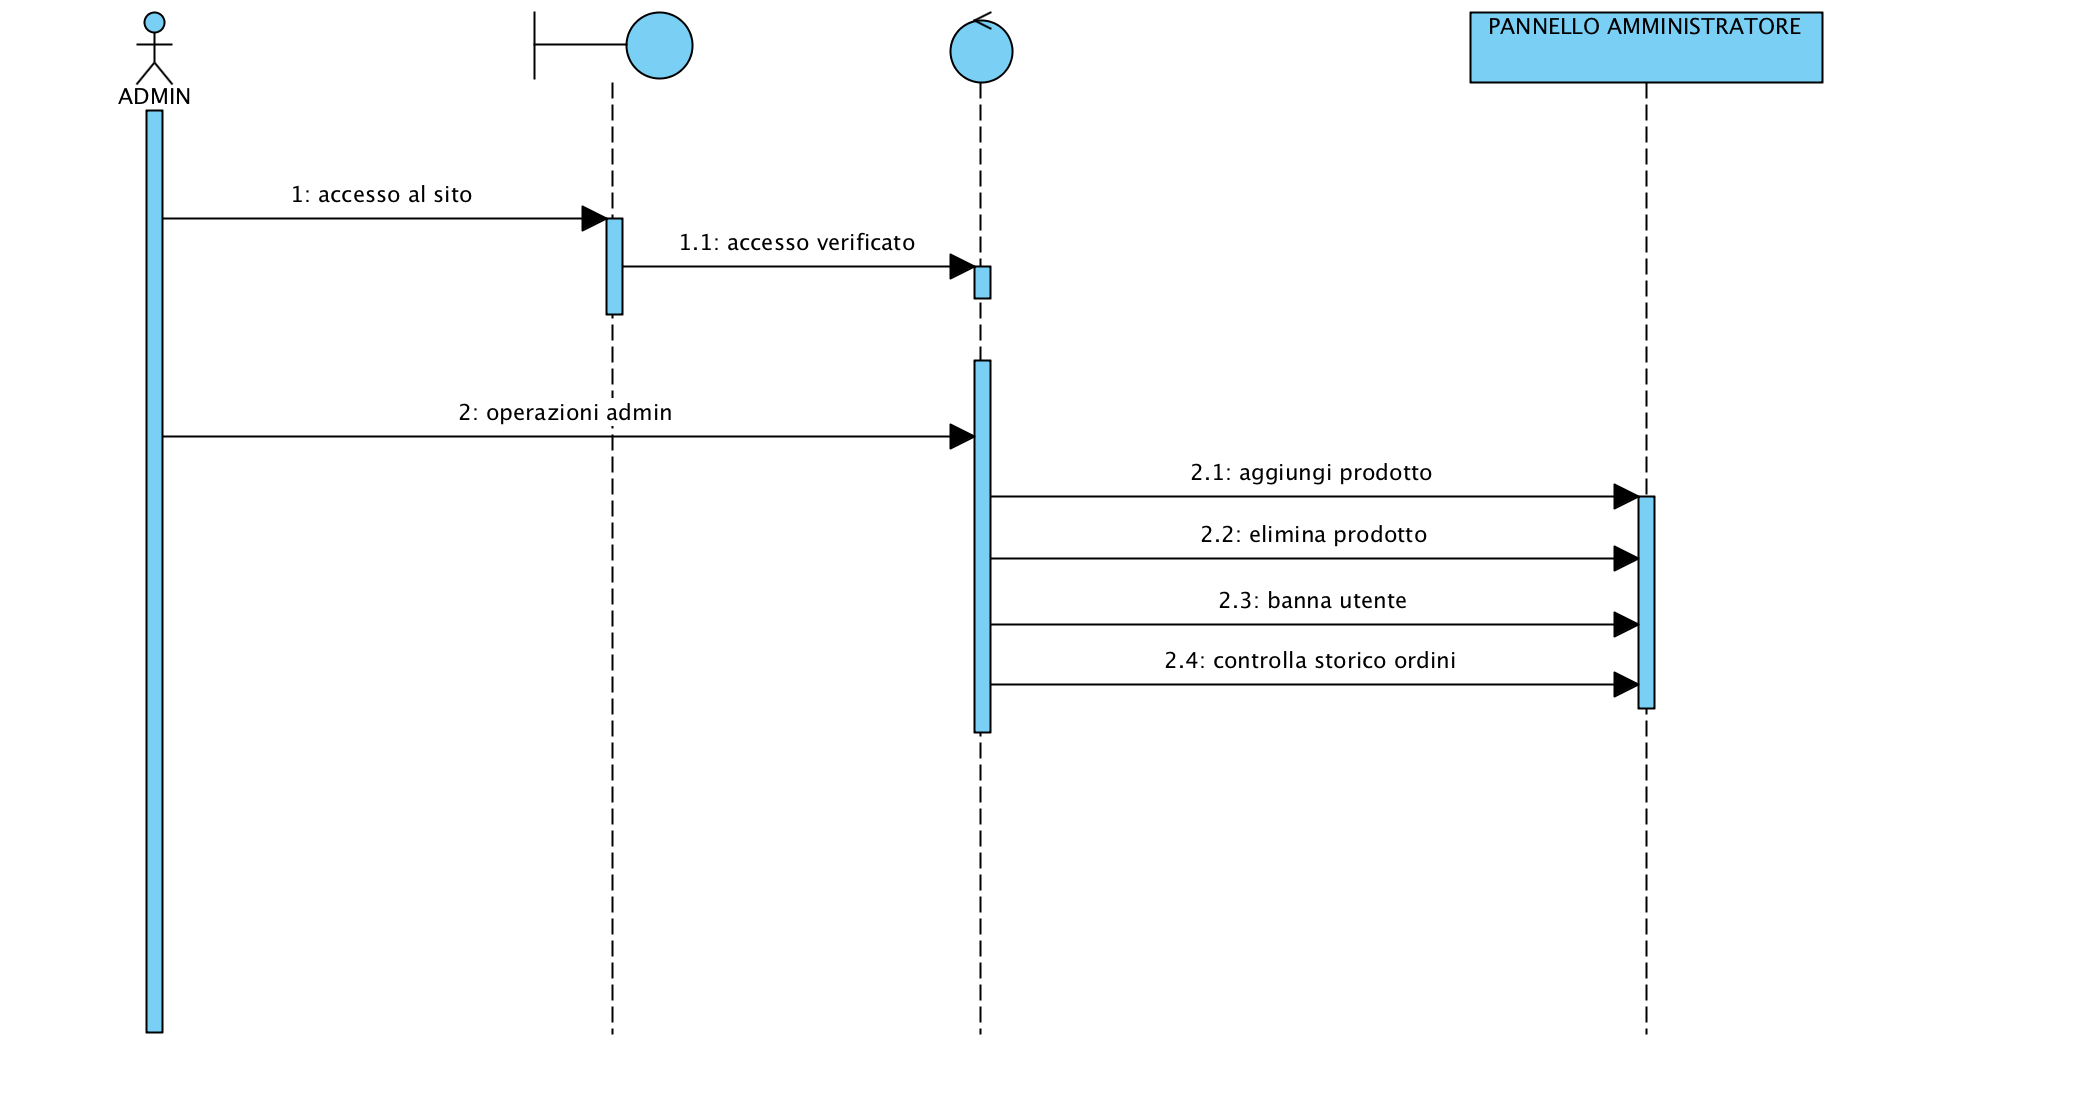 PANNELLO AMMINISTRATORE
ADMIN
1: accesso al sito
1.1: accesso verificato
2: operazioni admin
2.1: aggiungi prodotto
2.2: elimina prodotto
2.3: banna utente
2.4: controlla storico ordini